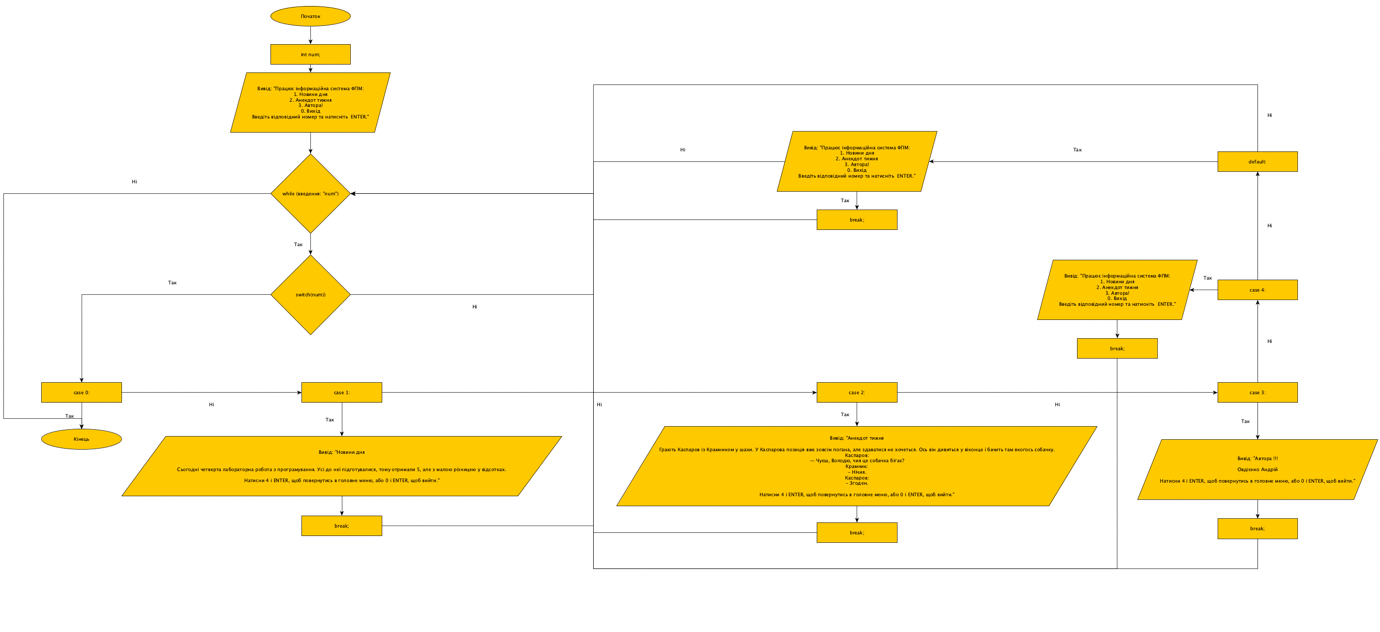 Початок
int num;
Вивід: "Працює інформаційна система ФПМ:
1. Новини дня
2. Анекдот тижня
3. Автора!
0. Вихід
Введіть відповідний номер та натисніть ENTER."
Ні
while (введення: "num")
Так
switch(num))
Так
Ні
case 0:
Так
Кінець
Ні
case 1:
Так
Вивід: "Новини дня
Сьогодні четверта лабораторна робота з програмування. Усі до неї підготувалися, тому отримали 5, але з малою різницею у відсотках.
Натисни 4 і ENTER, щоб повернутись в головне меню, або 0 і ENTER, щоб вийти."
break;
Ні
case 2:
Так
Вивід: "Анекдот тижня
Грають Каспаров із Крамником у шахи. У Каспарова позиція вже зовсім погана, але здаватися не хочеться. Ось він дивиться у віконце і бачить там якогось собачку.
Каспаров:
— Чуєш, Володю, чия це собачка бігає?
Крамник:
– Нічия.
Каспаров:
– Згоден.
Натисни 4 і ENTER, щоб повернутись в головне меню, або 0 і ENTER, щоб вийти."
break;
Ні
case 3:
Так
Вивід: "Автора !!!
Овдієнко Андрій
Натисни 4 і ENTER, щоб повернутись в головне меню, або 0 і ENTER, щоб вийти."
break;
Ні
case 4:
Так
Вивід: "Працює інформаційна система ФПМ:
1. Новини дня
2. Анекдот тижня
3. Автора!
0. Вихід
Введіть відповідний номер та натисніть ENTER."
break;
Ні
default:
Так
Вивід: "Працює інформаційна система ФПМ:
1. Новини дня
2. Анекдот тижня
3. Автора!
0. Вихід
Введіть відповідний номер та натисніть ENTER."
Так
break;
Ні
Ні